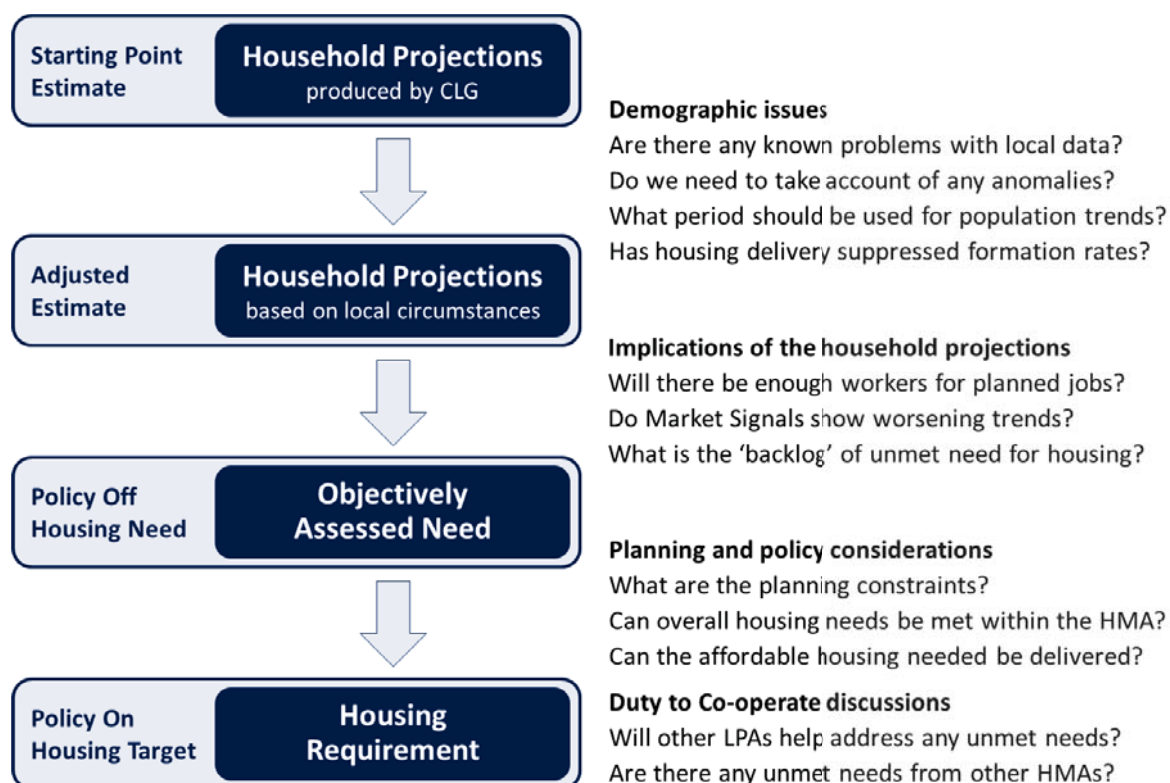 Starting Point
Estimate
Household Projections
produced by CLG
Demographic issues
Are there any known problems with local data?
Do we need to take account of any anomalies?
What period should be used for population trends?
Has housing delivery suppressed formation rates?
Adjusted
Estimate
Household Projections
based on local circumstances
Implications of the household projections
Will there be enough workers for planned jobs?
Do Market Signals show worsening trends?
What is the ‘backlog’ of unmet need for housing?
Policy Off
Housing Need
Objectively
Assessed Need
Planning and policy considerations
What are the planning constraints?
Can overall housing needs be met within the HMA?
Can the affordable housing needed be delivered?
Policy On
Housing Target
Housing
Requirement
Duty to Co-operate discussions
Will other LPAs help address any unmet needs?
Are there any unmet needs from other HMAs?